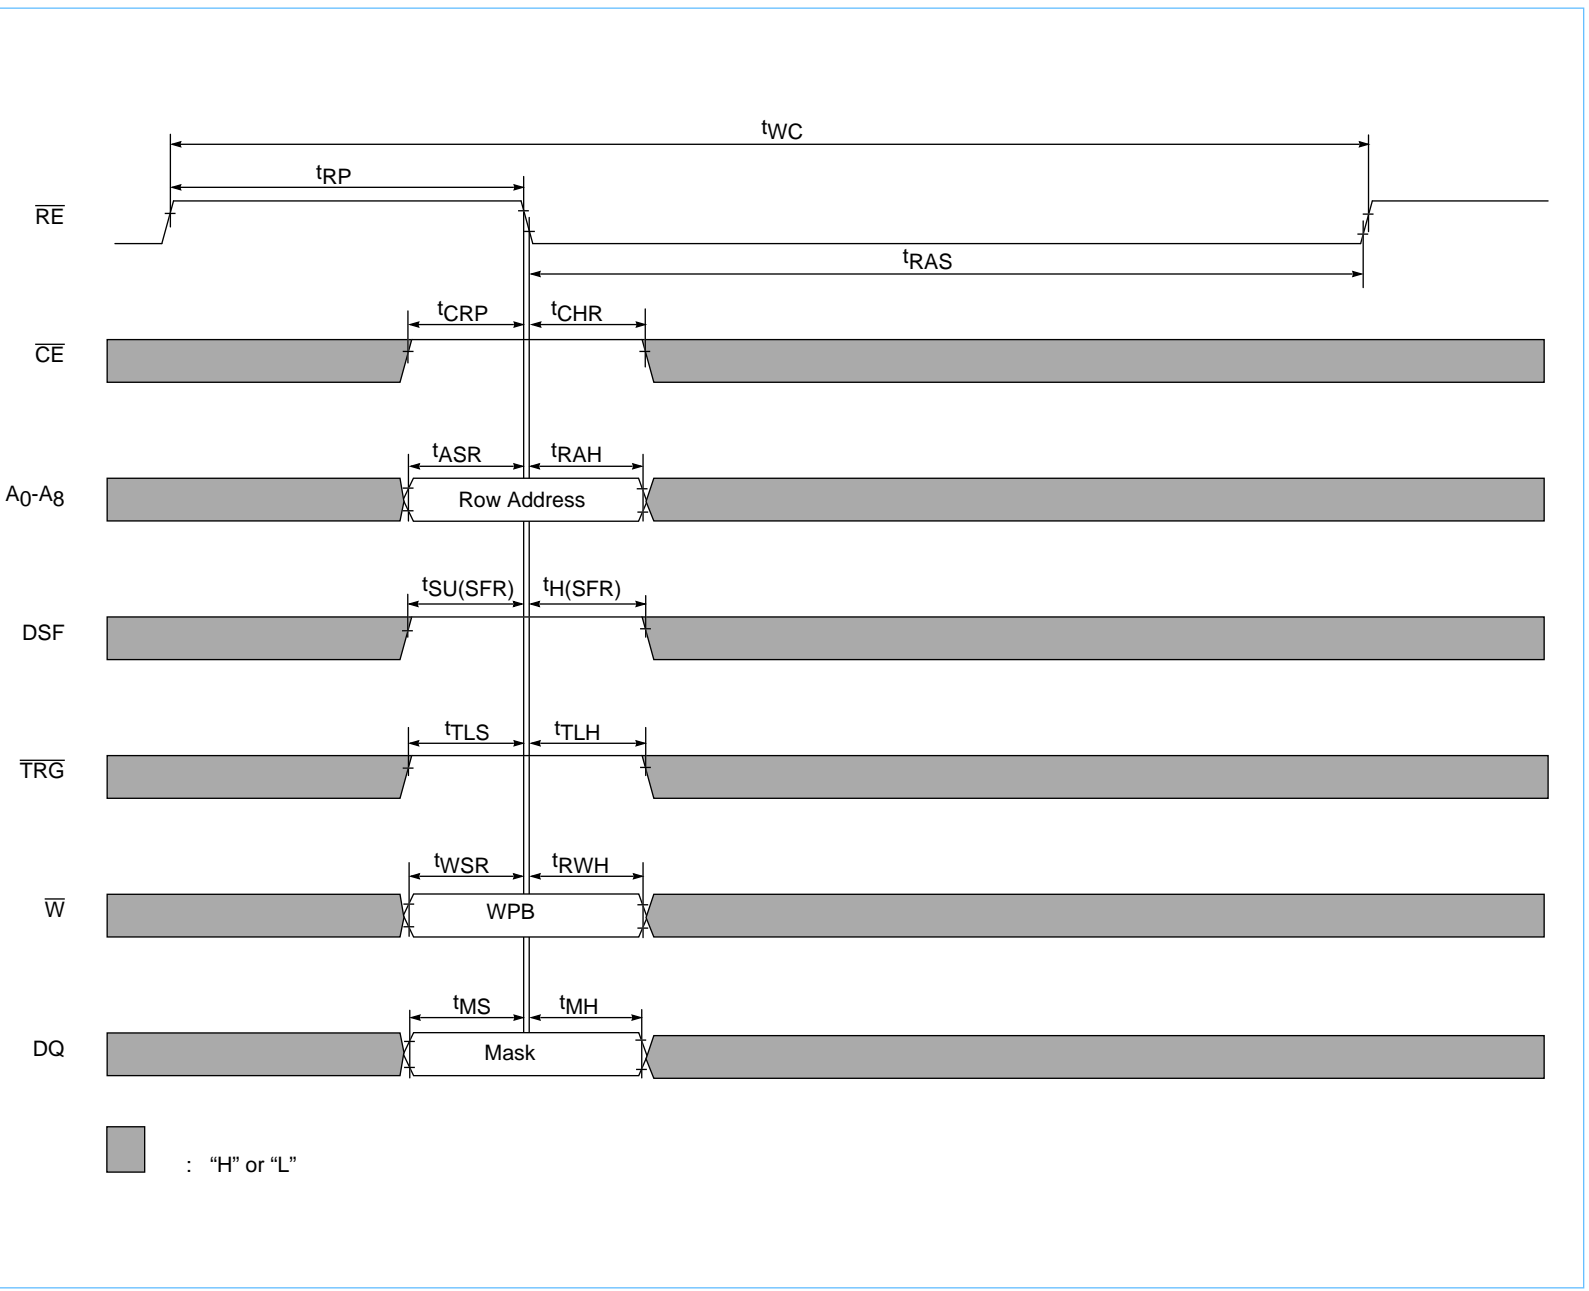 tWC
tRP
RE
tRAS
tCRP tCHR
CE
tASR tRAH
A0-A8 Row Address
tSU(SFR) tH(SFR)
DSF
tTLS tTLH
TRG
tWSR tRWH
W WPB
tMS tMH
DQ Mask
: “H” or “L”